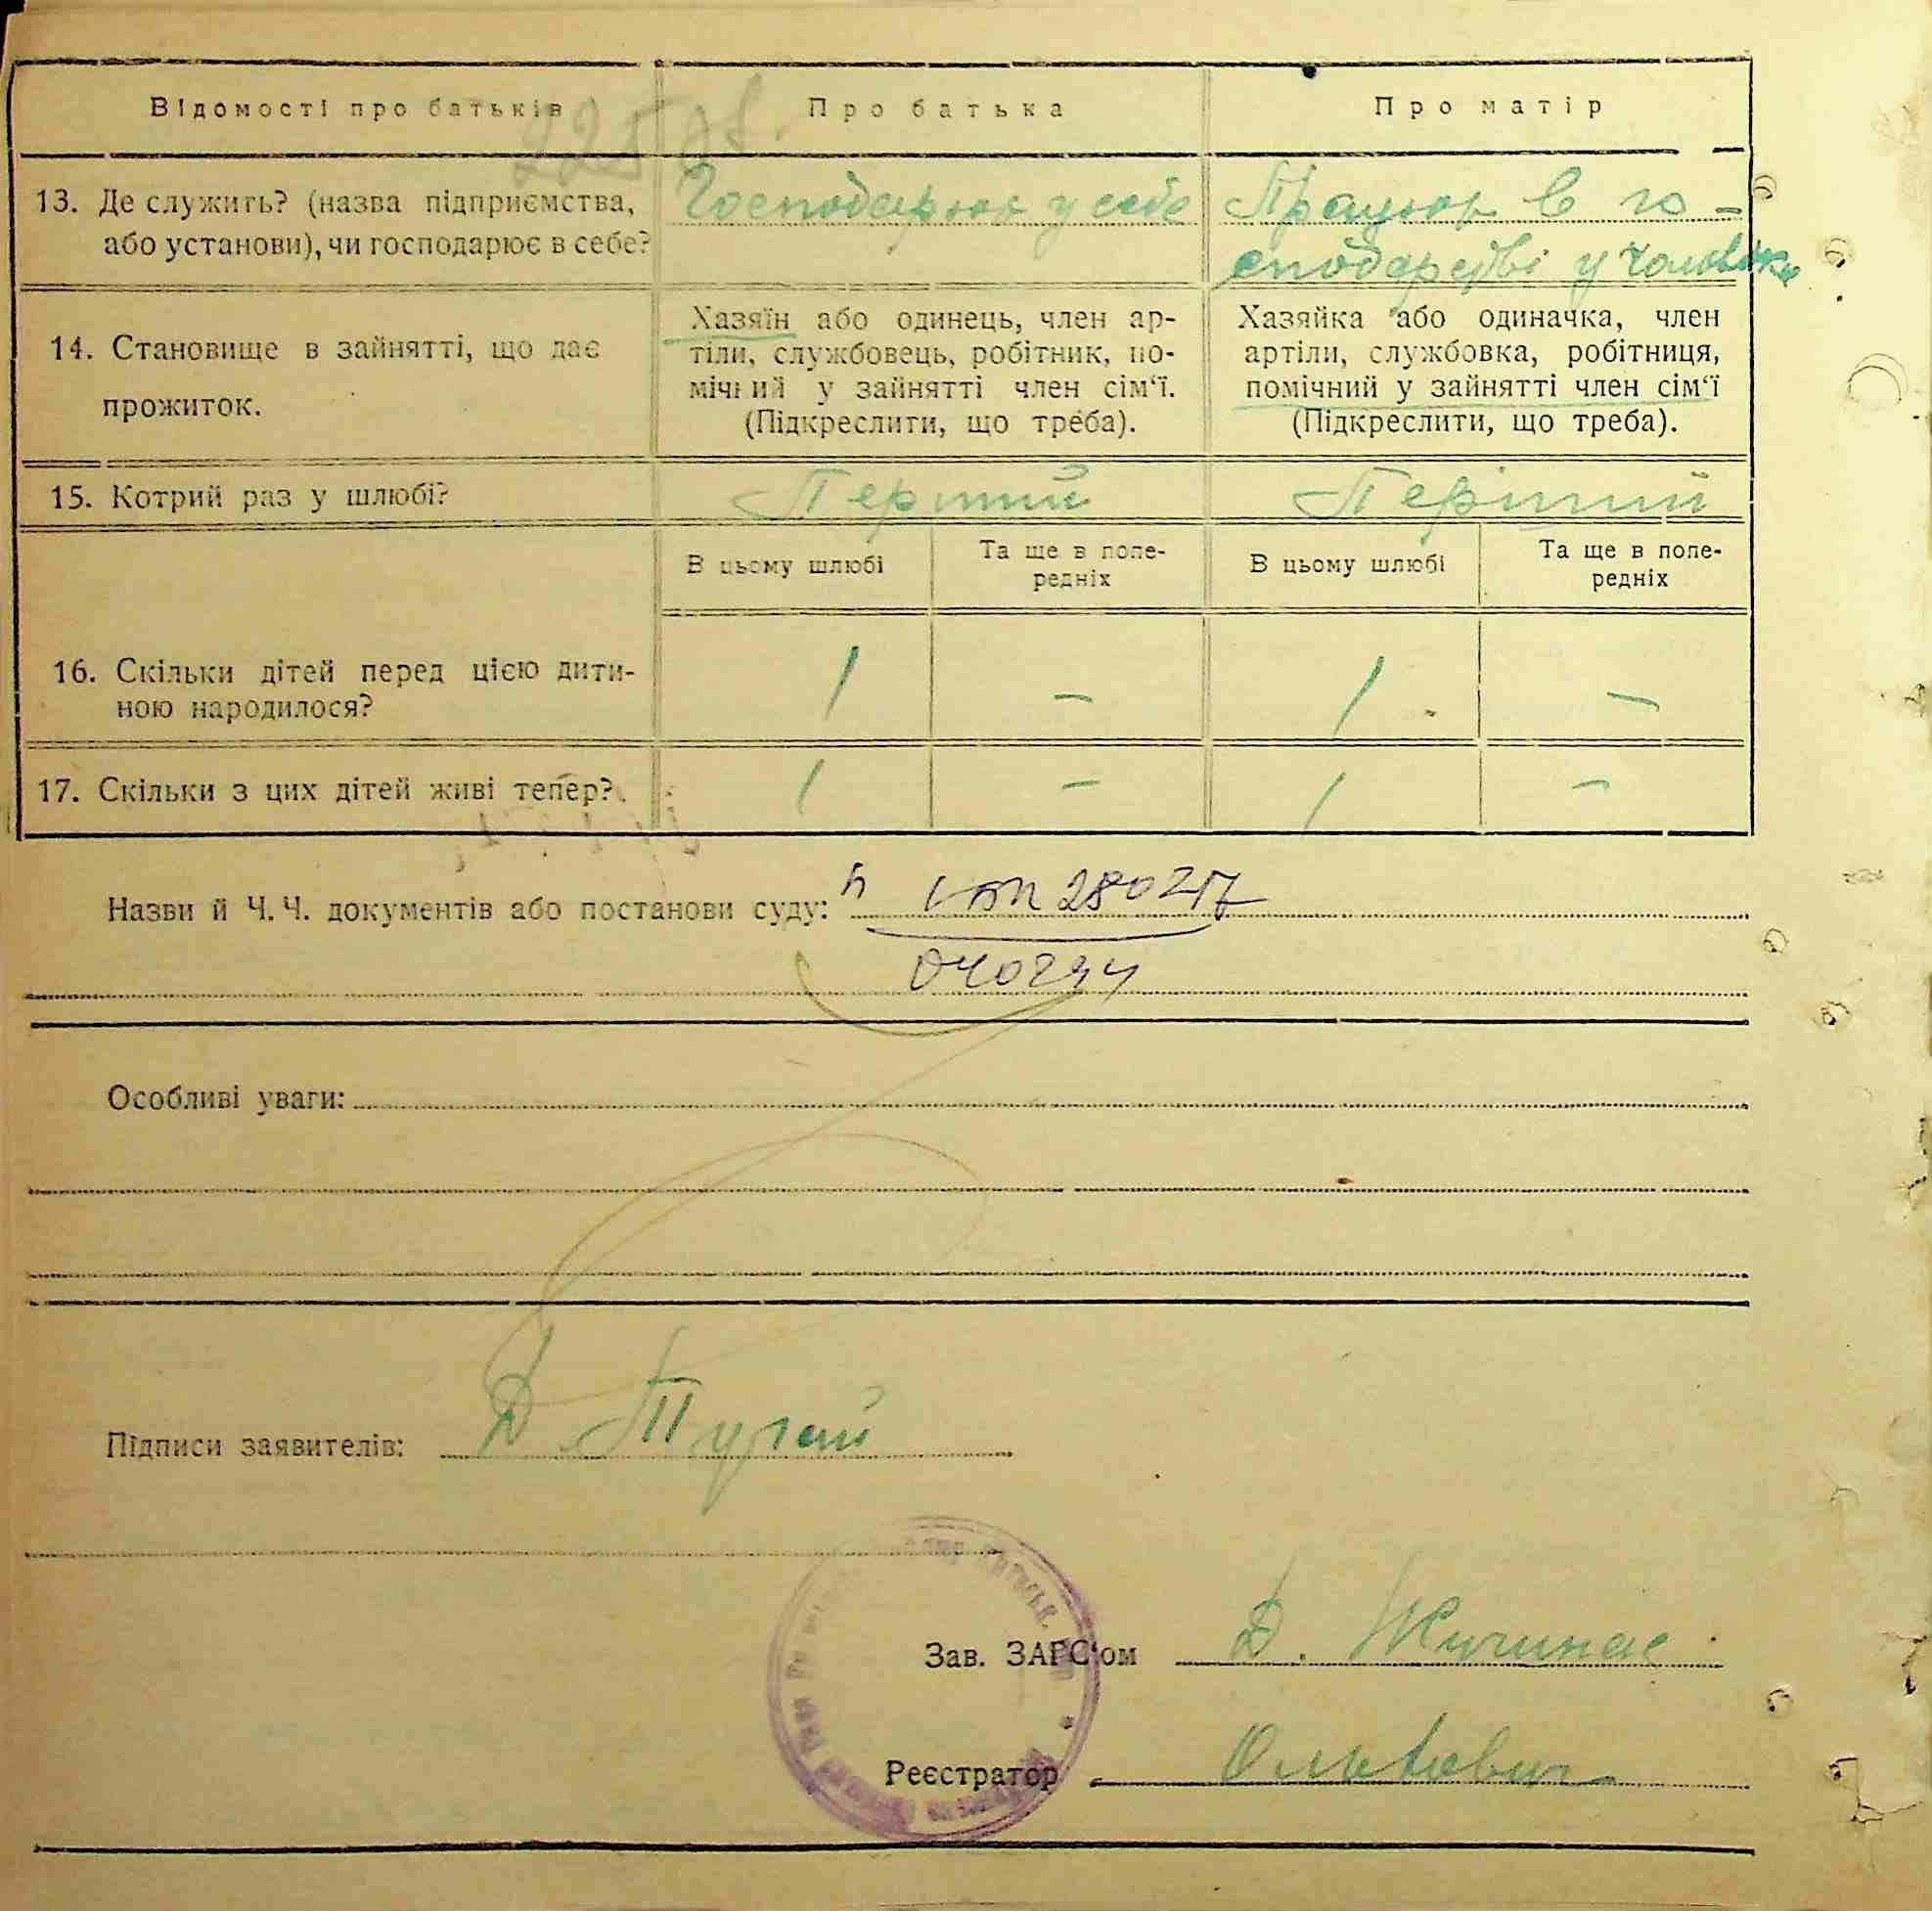 Відомості про батьків
Про батька
Про матір
13. Де служить? (назва підприємства,
або установи), чи господарює в себе?
Господарює у себе
Працює в го-
сподарстві у чоловіка
14. Становище в зайнятті, що дає
прожиток.
Хазяїн або одинець, член ар-
тіли, службовець, робітник, по-
мічний у зайнятті член сім‘ї.
(Підкреслити, що треба).
Хазяйка або одиначка, член
артіли, службовка, робітниця,
помічний у зайнятті член сім‘ї
(Підкреслити, що треба).
15. Котрий раз у шлюбі?
Перший
Перший
В цьому шлюбі
Та ще в попе-
редніх
В цьому шлюбі
Та ще в попе-
редніх
16. Скільки дітей перед цією дити-
ною народилося?
1
–
1
–
17. Скільки з цих дітей живі тепер?
1
–
1
–
Назви й Ч. Ч. документів або постанови суду:
040294
Особливі уваги:
Підписи заявителів: Д. Тугай
Зав. ЗАГС‘ом
Реєстратор